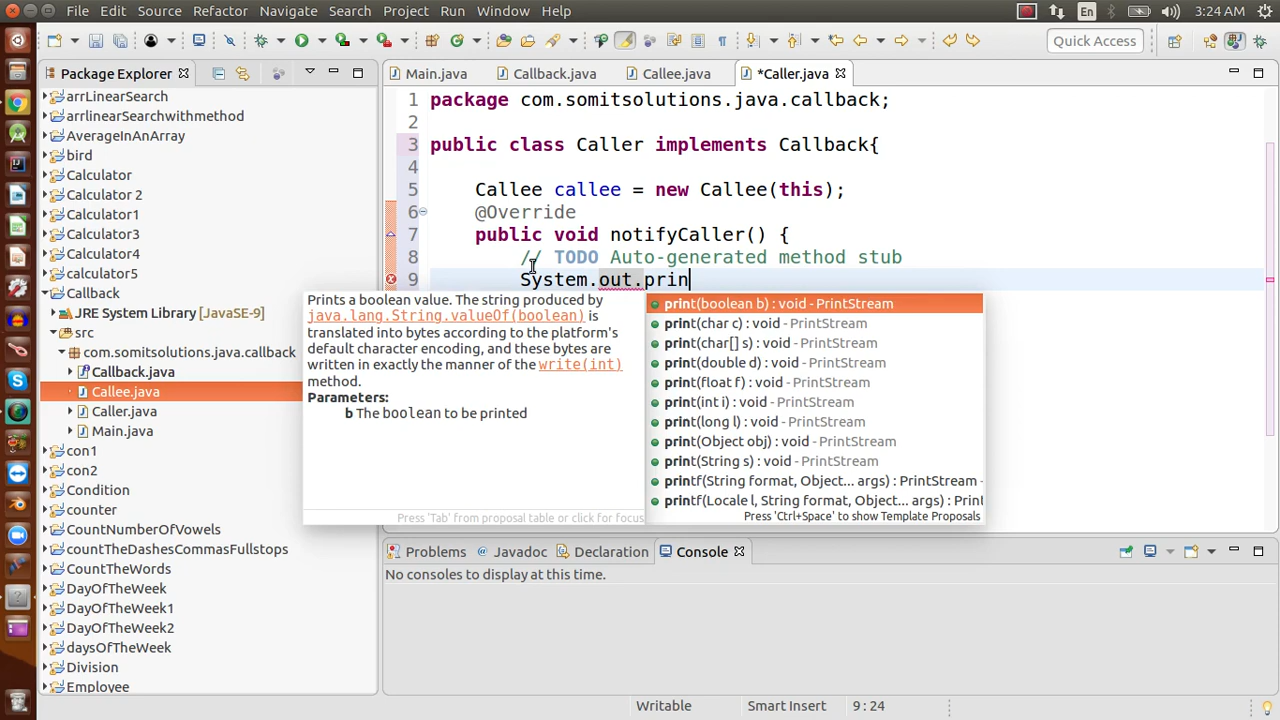 File Edit Source Refactor Navigate Search Project Run Window Help
En
3:24 AM
Quick Access
Package Explorer
Main.java
Callback.java
Callee.java
*Caller.java
arrLinearSearch
arrlinearSearchwithmethod
AverageInAnArray
bird
Calculator
Calculator 2
Calculator1
Calculator3
Calculator4
calculator5
Callback
JRE System Library [JavaSE-9]
src
com.somitsolutions.java.callback
Callback.java
Callee.java
Caller.java
Main.java
con1
con2
Condition
counter
CountNumberOfVowels
countTheDashesCommasFullstops
CountTheWords
DayOfTheWeek
DayOfTheWeek1
DayOfTheWeek2
daysOfTheWeek
Division
Employee
1 package com.somitsolutions.java.callback;
2
3 public class Caller implements Callback{
4
5 Callee callee = new Callee(this);
6 @Override
7 public void notifyCaller() {
8 // TODO Auto-generated method stub
9 System.out.prin
Prints a boolean value. The string produced by
java.lang.String.valueOf(boolean) is
translated into bytes according to the platform's
default character encoding, and these bytes are
written in exactly the manner of the write(int)
method.
Parameters:
b The boolean to be printed
Press 'Tab' from proposal table or click for focus
print(boolean b) : void - PrintStream
print(char c) : void - PrintStream
print(char[] s) : void - PrintStream
print(double d) : void - PrintStream
print(float f) : void - PrintStream
print(int i) : void - PrintStream
print(long l) : void - PrintStream
print(Object obj) : void - PrintStream
print(String s) : void - PrintStream
printf(String format, Object... args) : PrintStream -
printf(Locale l, String format, Object... args) : Print
Press 'Ctrl+Space' to show Template Proposals
Problems
@ Javadoc
Declaration
Console
No consoles to display at this time.
Writable
Smart Insert
9 : 24